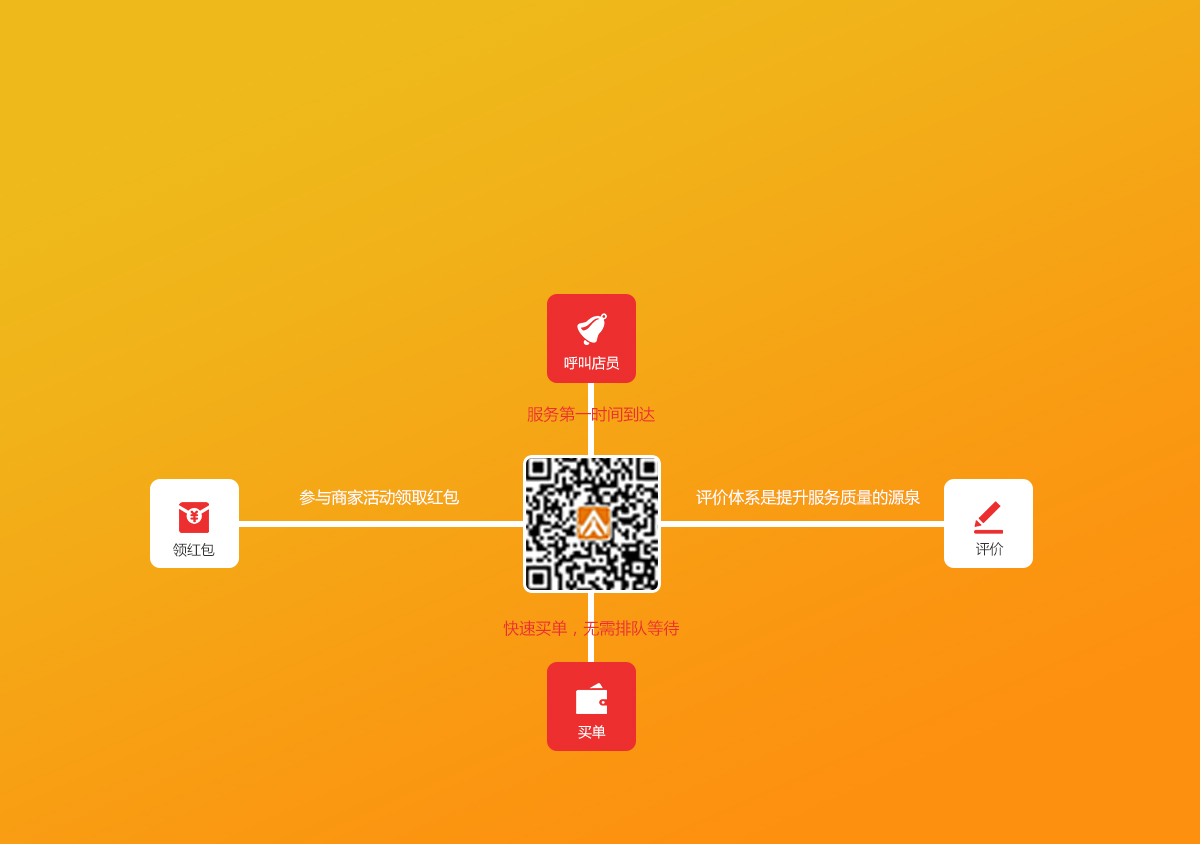 呼叫店员
服务第一时间到达
参与商家活动领取红包
评价体系是提升服务质量的源泉
领红包
评价
快速买单，无需排队等待
买单